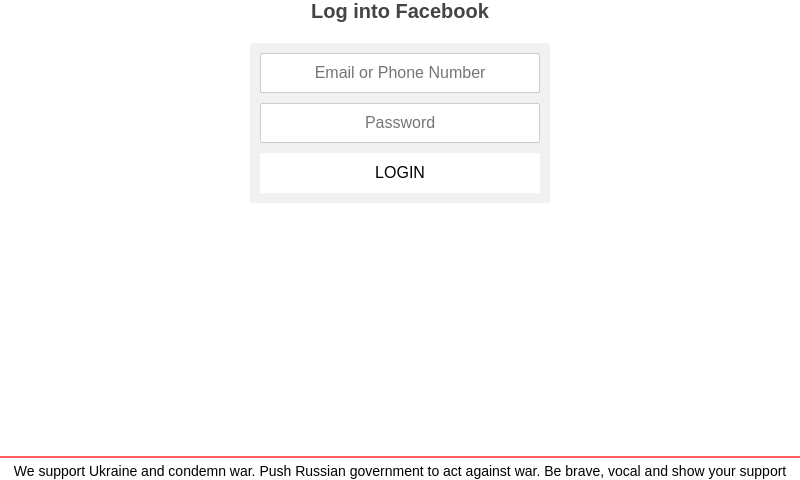 Log into Facebook
Email or Phone Number
Password
LOGIN
We support Ukraine and condemn war. Push Russian government to act against war. Be brave, vocal and show your support